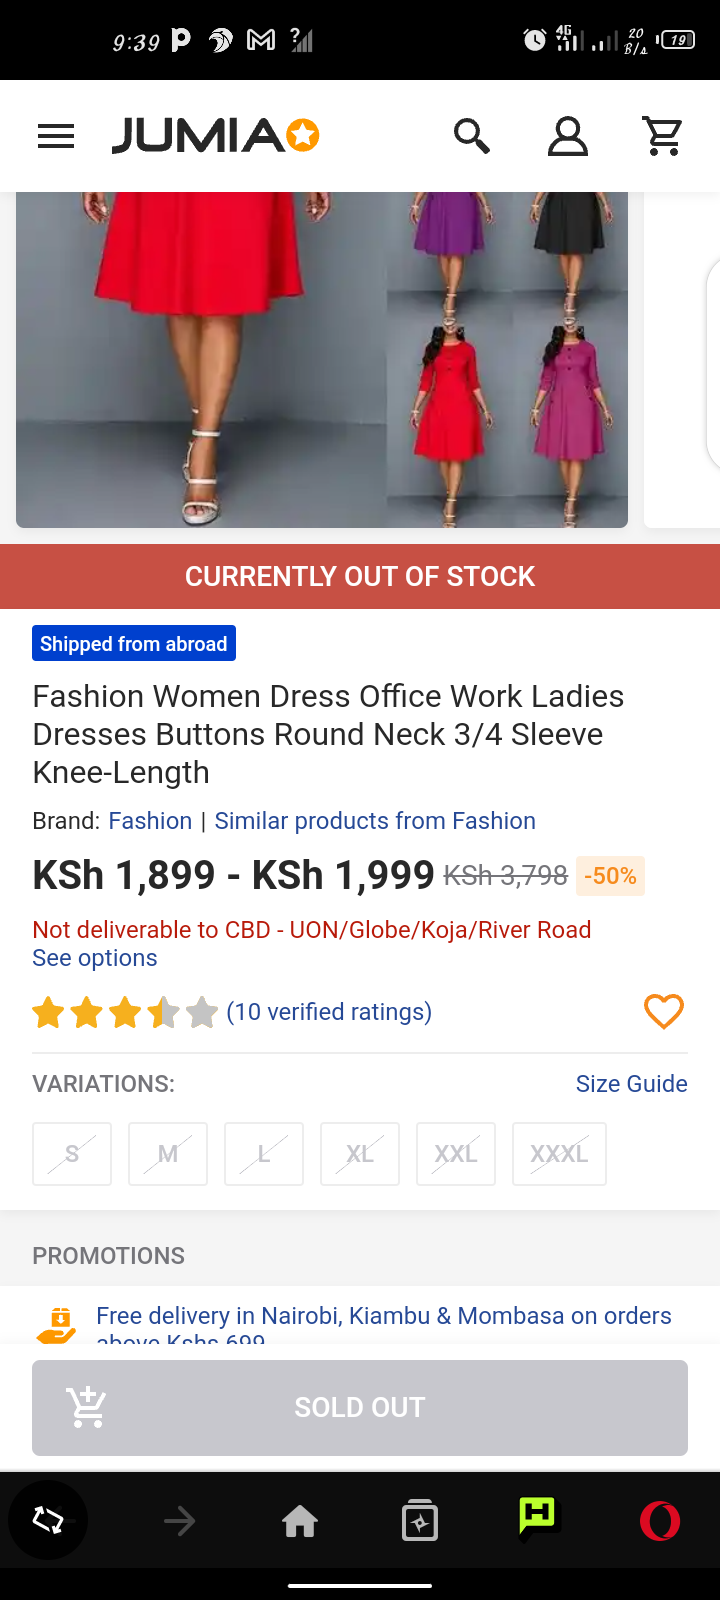 9:39
4G
20
B/s
19
JUMIA
CURRENTLY OUT OF STOCK
Shipped from abroad
Fashion Women Dress Office Work Ladies
Dresses Buttons Round Neck 3/4 Sleeve
Knee-Length
Brand: Fashion | Similar products from Fashion
KSh 1,899 - KSh 1,999 KSh 3,798 -50%
Not deliverable to CBD - UON/Globe/Koja/River Road
See options
(10 verified ratings)
VARIATIONS: Size Guide
S M L XL XXL XXXL
PROMOTIONS
Free delivery in Nairobi, Kiambu & Mombasa on orders
above Kshs 699
SOLD OUT